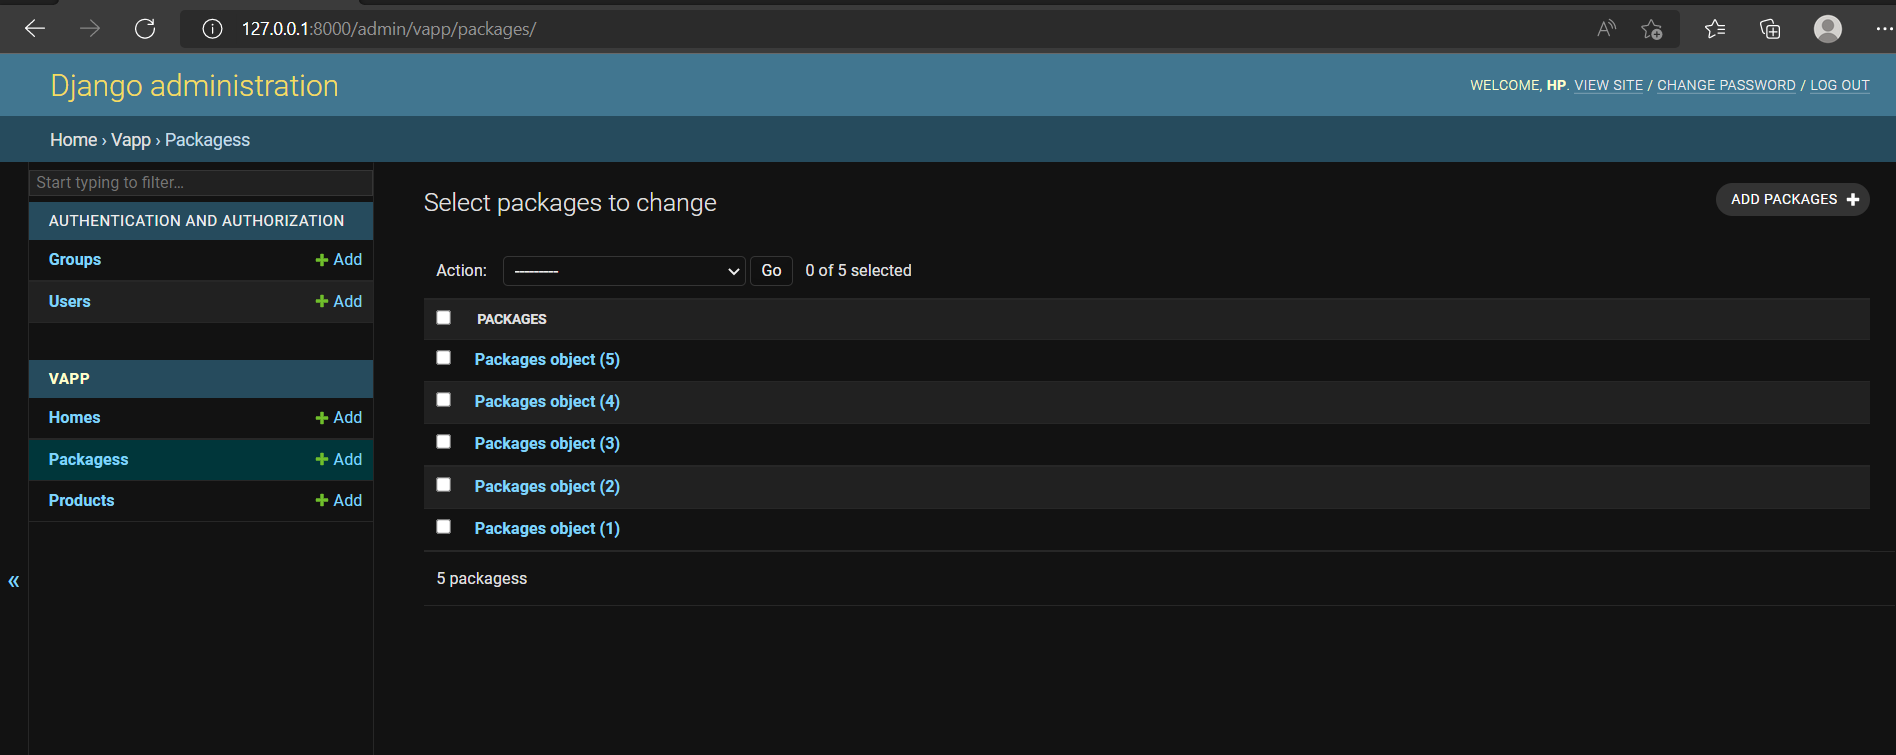 127.0.0.1:8000/admin/vapp/packages/
Django administration
WELCOME, HP. VIEW SITE / CHANGE PASSWORD / LOG OUT
Home › Vapp › Packagess
Start typing to filter...
AUTHENTICATION AND AUTHORIZATION
Groups + Add
Users + Add
VAPP
Homes + Add
Packagess + Add
Products + Add
«
Select packages to change
ADD PACKAGES +
Action: --------- Go 0 of 5 selected
PACKAGES
Packages object (5)
Packages object (4)
Packages object (3)
Packages object (2)
Packages object (1)
5 packagess